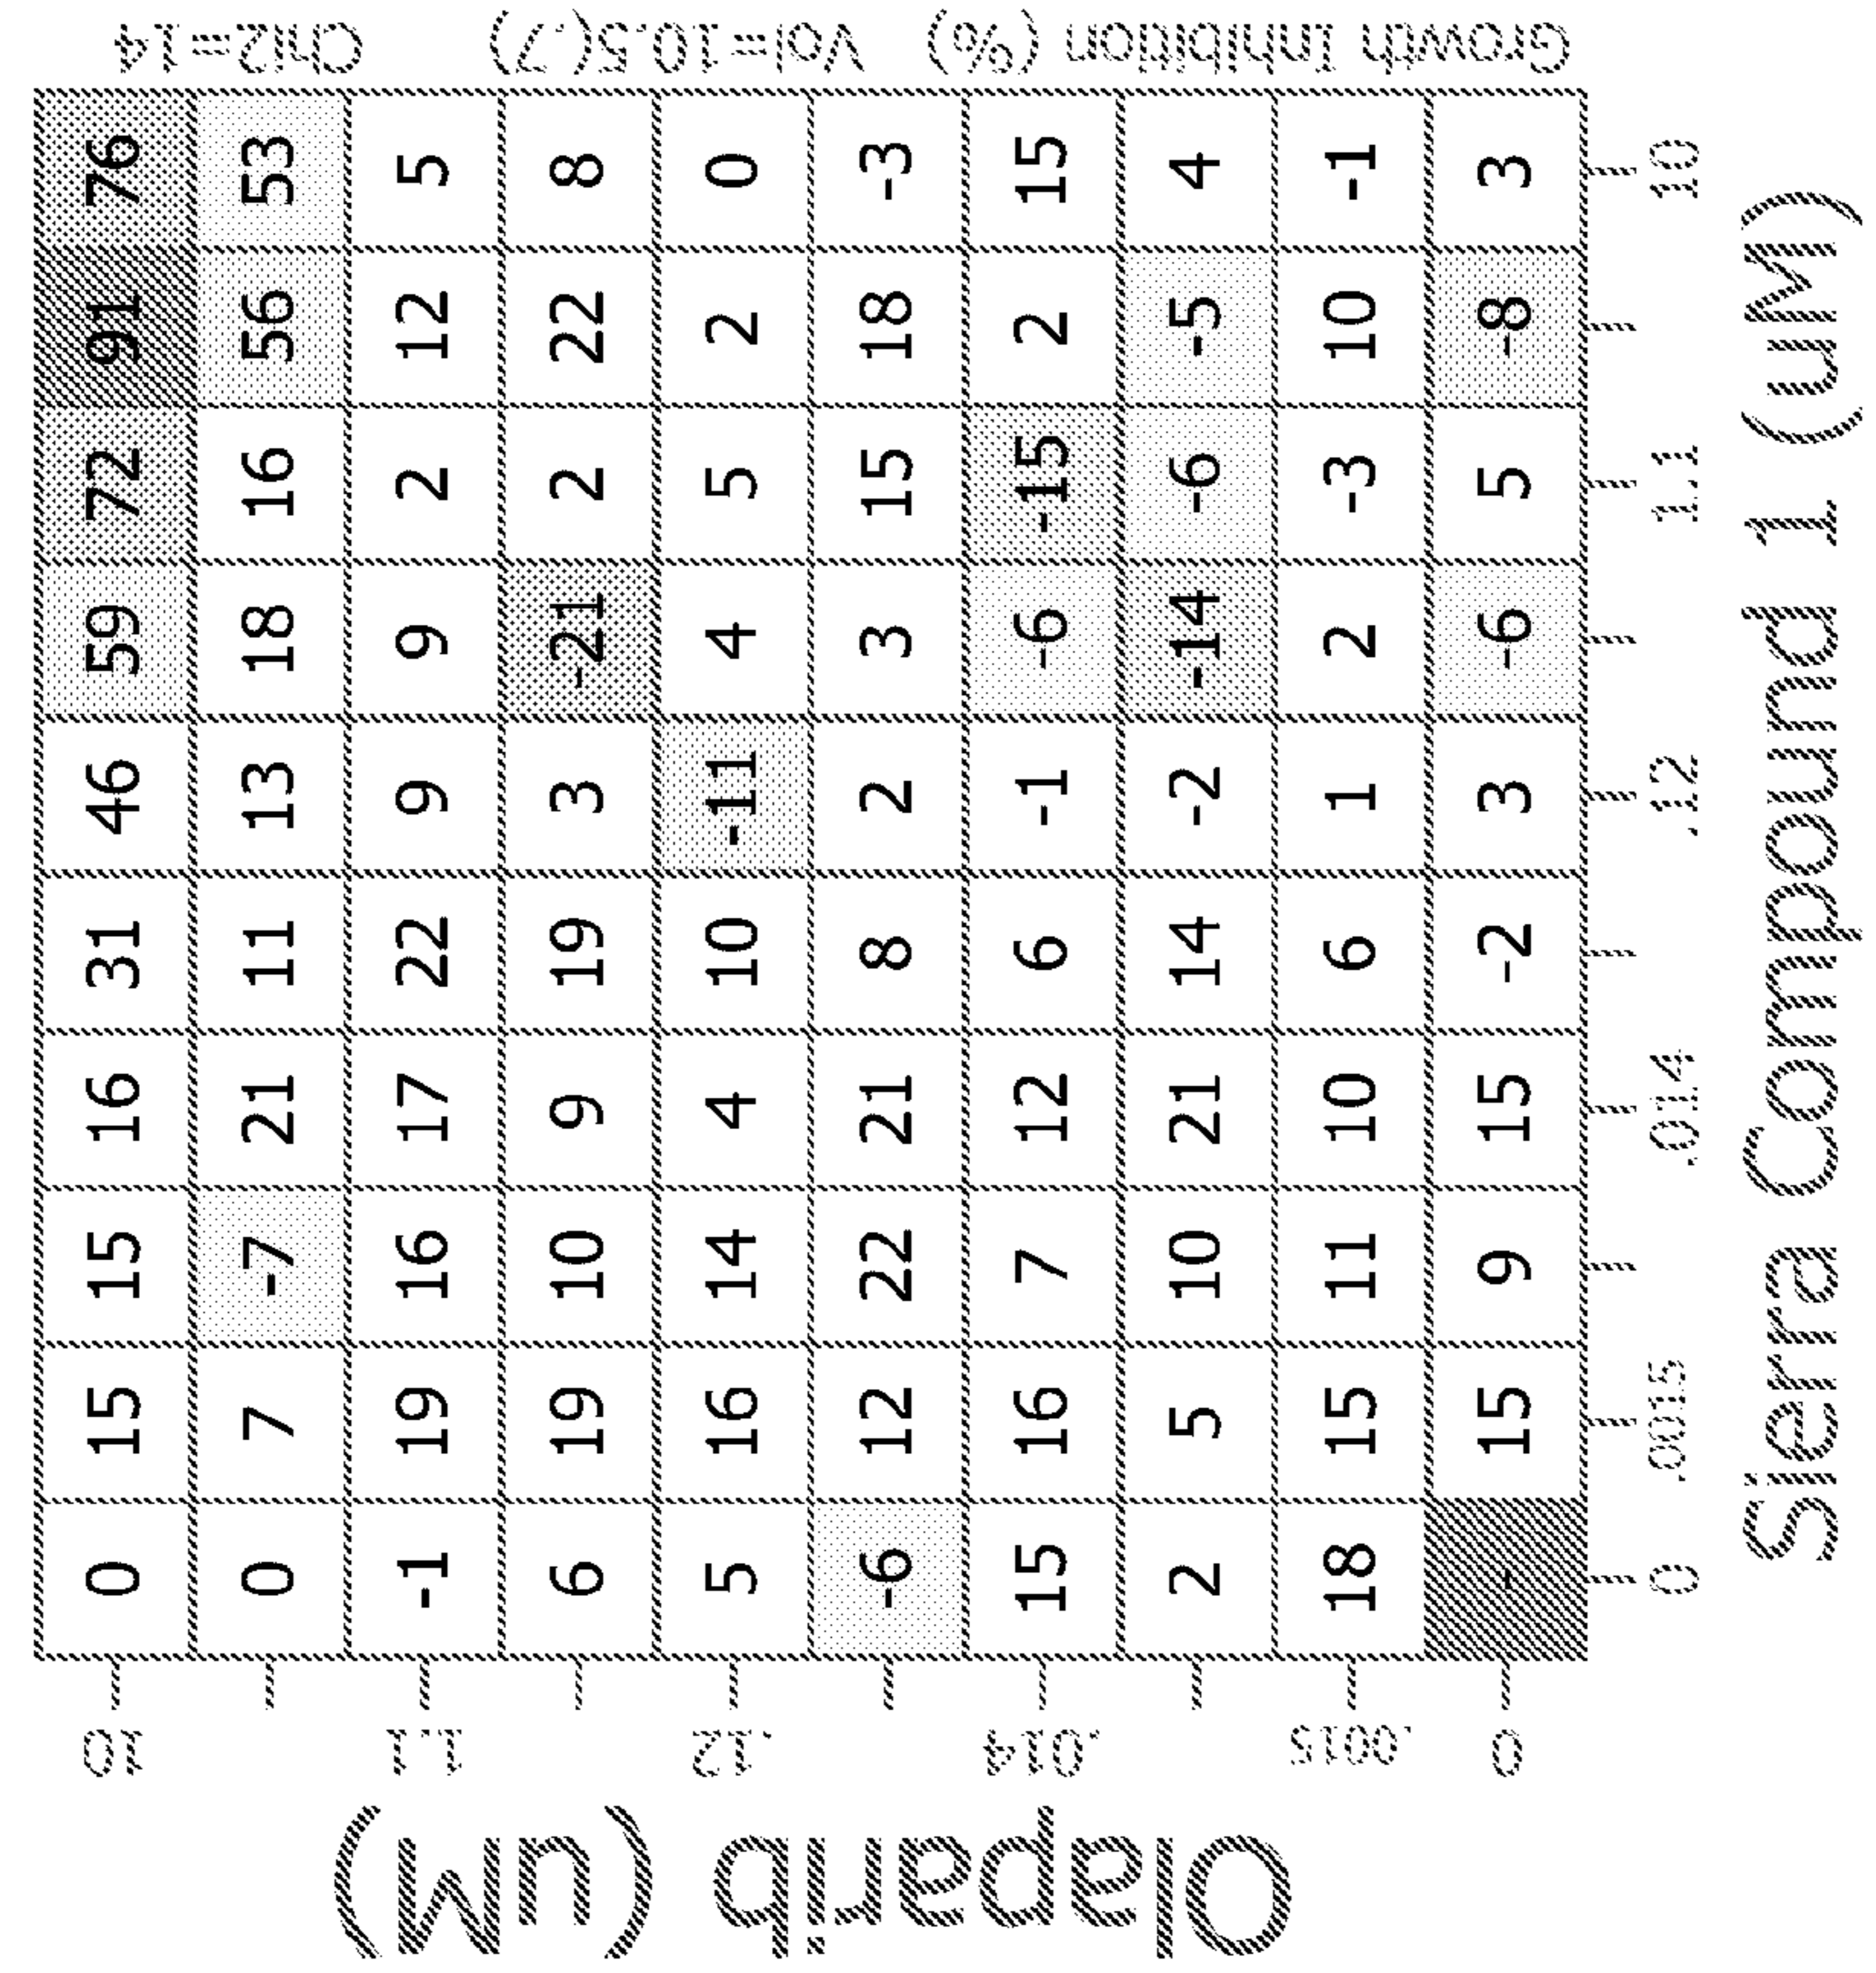 Olaparib (uM)
10 0 15 15 16 31 46 59 72 91 76
0 7 -7 21 11 13 18 16 56 53
1.1 -1 19 16 17 22 9 9 2 12 5
6 19 10 9 19 3 -21 2 22 8
.12 5 16 14 4 10 -11 4 5 2 0
-6 12 22 21 8 2 3 15 18 -3
.014 15 16 7 12 6 -1 -6 -15 2 15
2 5 10 21 14 -2 -14 -6 -5 4
.0015 18 15 11 10 6 1 2 -3 10 -1
0 - 15 9 15 -2 3 -6 5 -8 3
0 .0015 .014 .12 1.1 10
Sierra Compound 1 (uM)
Growth Inhibition (%) Vol=10.5(.7) Chi2=14